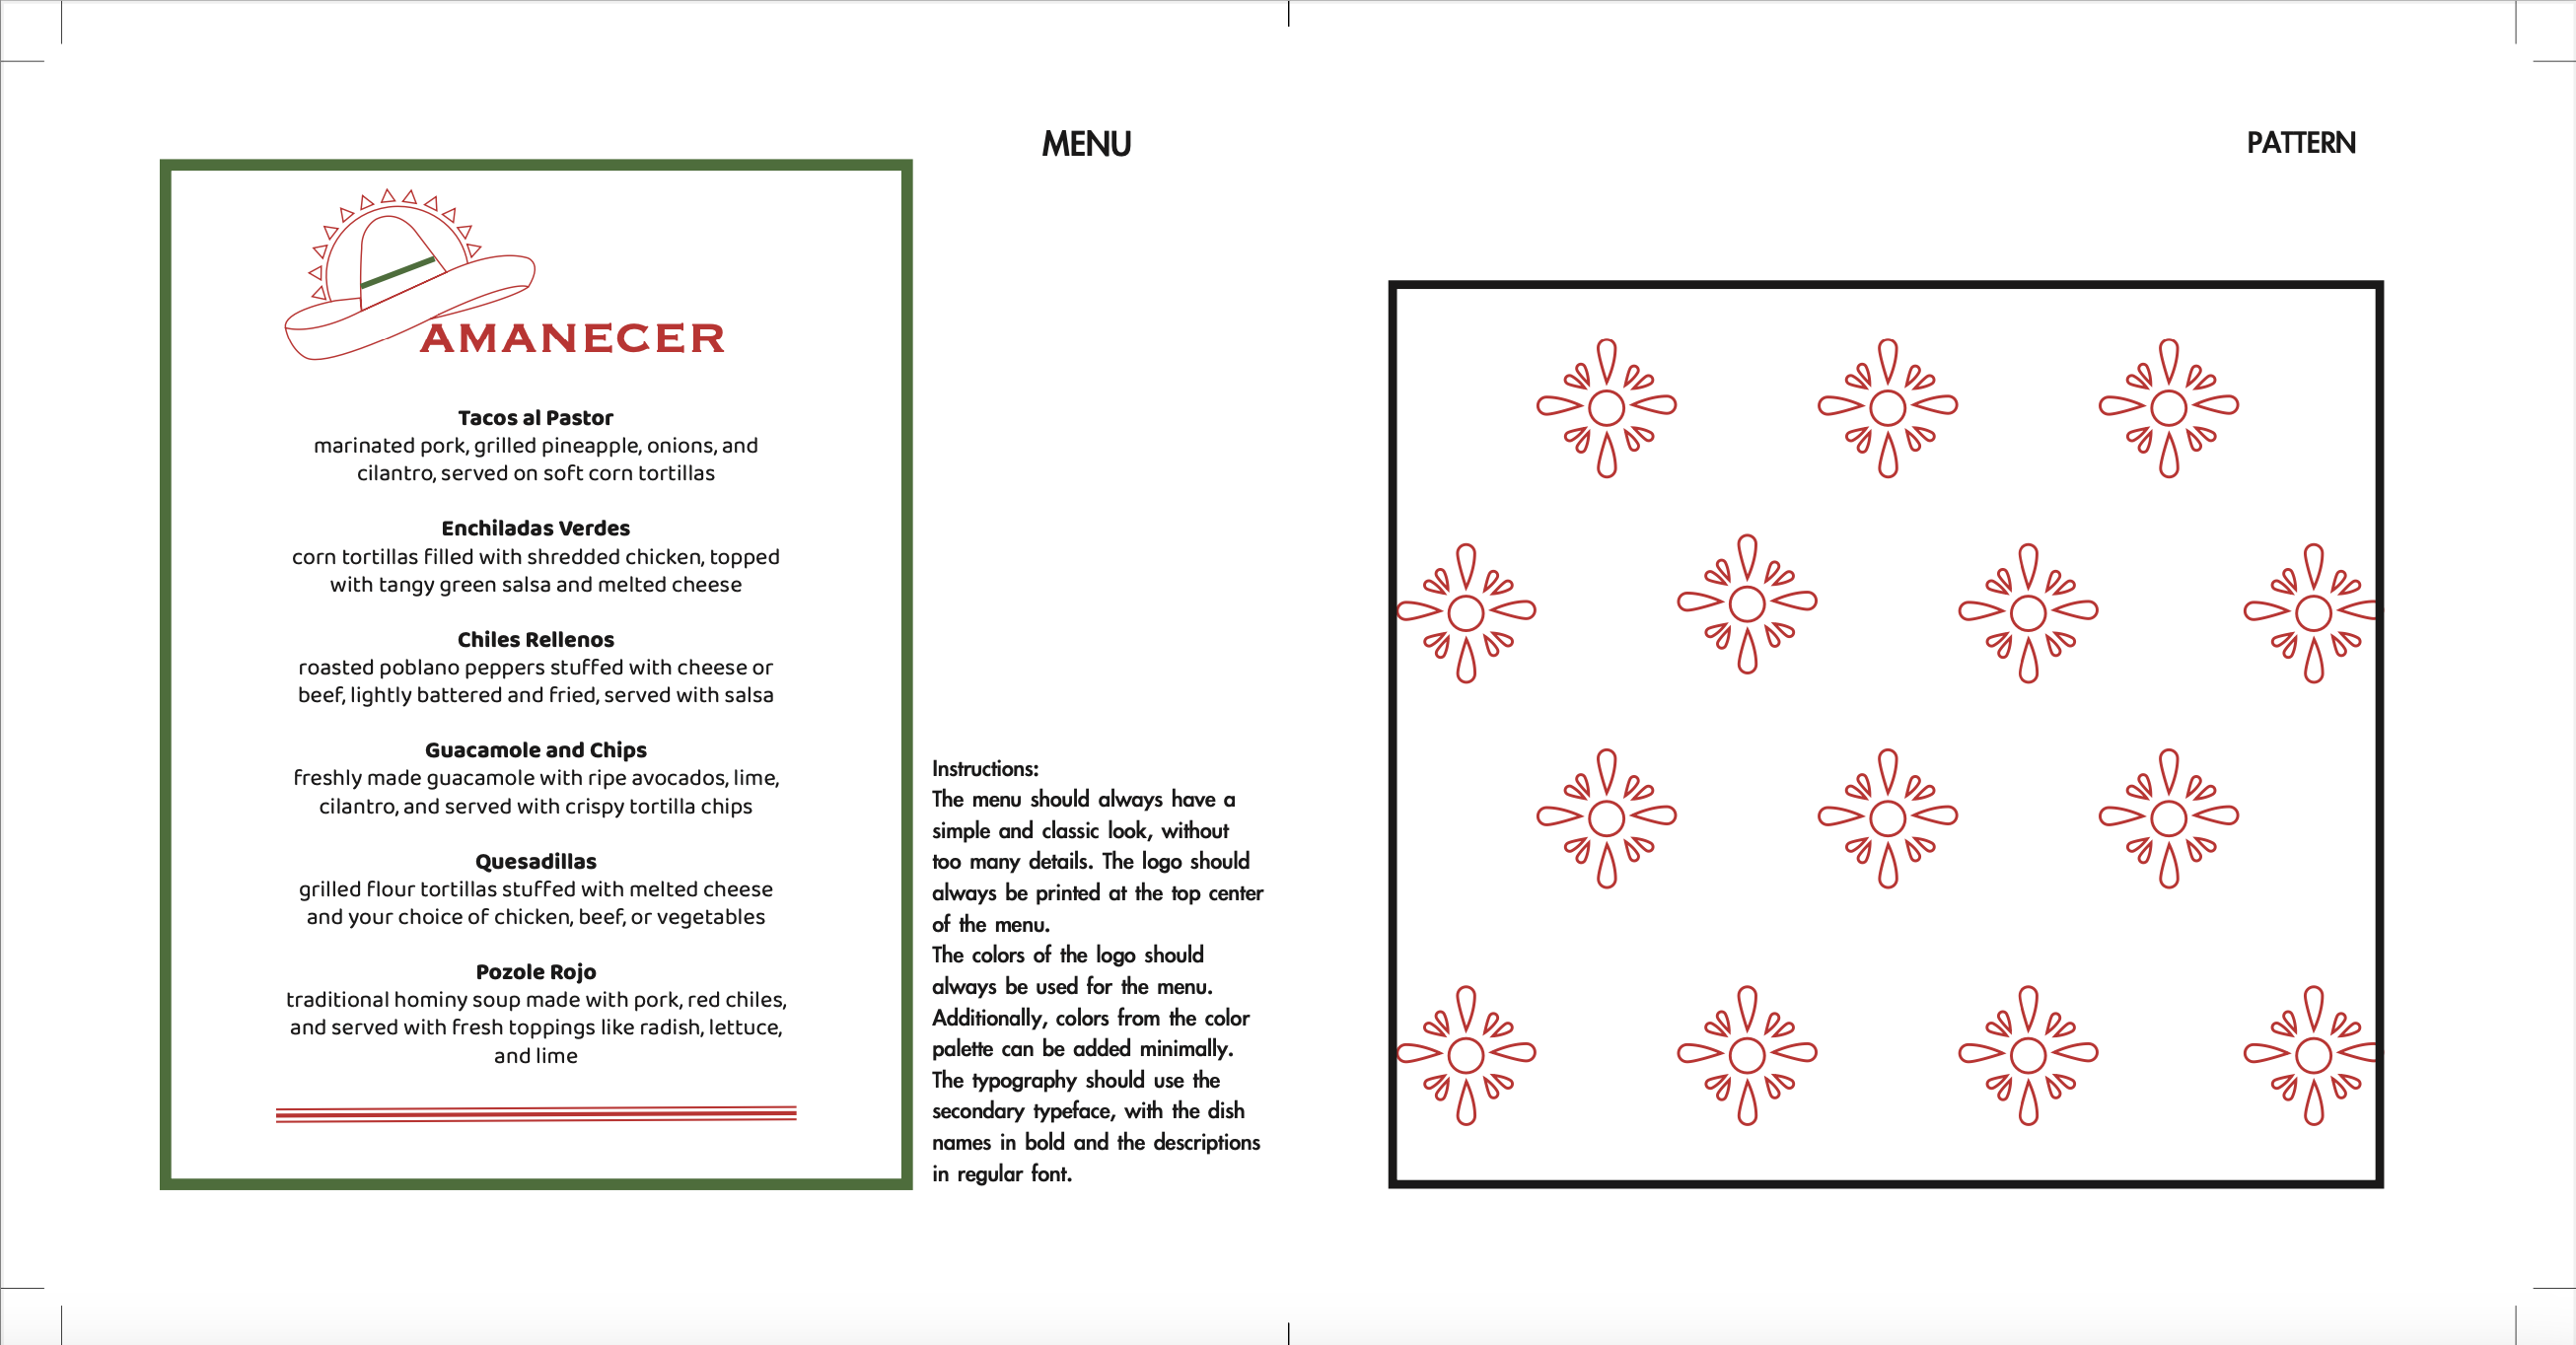 MENU
PATTERN
AMANECER
Tacos al Pastor
marinated pork, grilled pineapple, onions, and
cilantro, served on soft corn tortillas
Enchiladas Verdes
corn tortillas filled with shredded chicken, topped
with tangy green salsa and melted cheese
Chiles Rellenos
roasted poblano peppers stuffed with cheese or
beef, lightly battered and fried, served with salsa
Guacamole and Chips
freshly made guacamole with ripe avocados, lime,
cilantro, and served with crispy tortilla chips
Quesadillas
grilled flour tortillas stuffed with melted cheese
and your choice of chicken, beef, or vegetables
Pozole Rojo
traditional hominy soup made with pork, red chiles,
and served with fresh toppings like radish, lettuce,
and lime
Instructions:
The menu should always have a
simple and classic look, without
too many details. The logo should
always be printed at the top center
of the menu.
The colors of the logo should
always be used for the menu.
Additionally, colors from the color
palette can be added minimally.
The typography should use the
secondary typeface, with the dish
names in bold and the descriptions
in regular font.